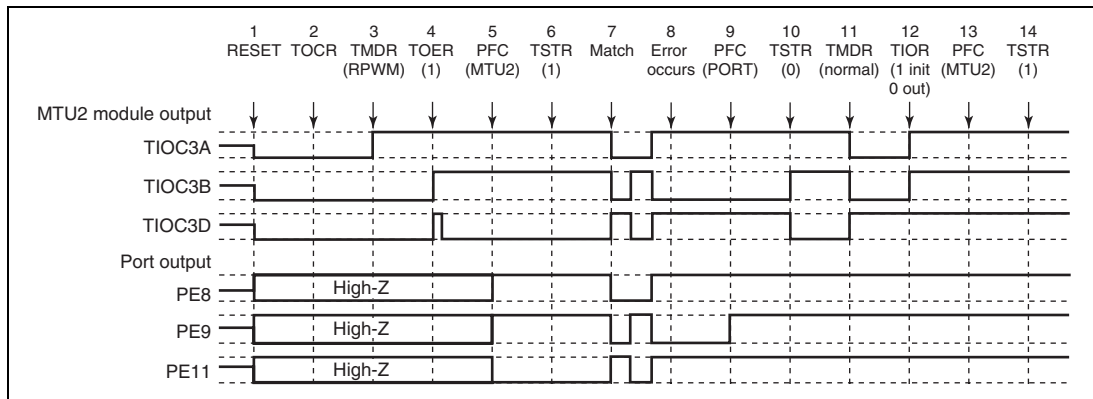 1 2 3 4 5 6 7 8 9 10 11 12 13 14
RESET TOCR TMDR TOER PFC TSTR Match Error PFC TSTR TMDR TIOR PFC TSTR
(RPWM) (1) (MTU2) (1) occurs (PORT) (0) (normal) (1 init (MTU2) (1)
0 out)
MTU2 module output
TIOC3A
TIOC3B
TIOC3D
Port output
PE8 High-Z
PE9 High-Z
PE11 High-Z